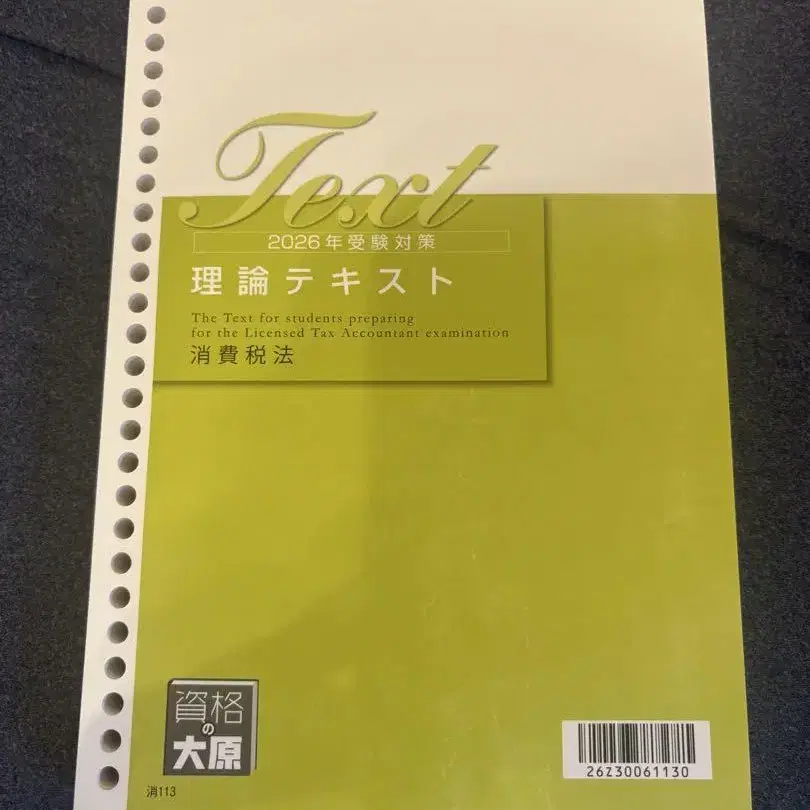 Text
2026年受験対策
理論テキスト
The Text for students preparing
for the Licensed Tax Accountant examination
消費税法
資格
の
大原
消113
26Z30061130